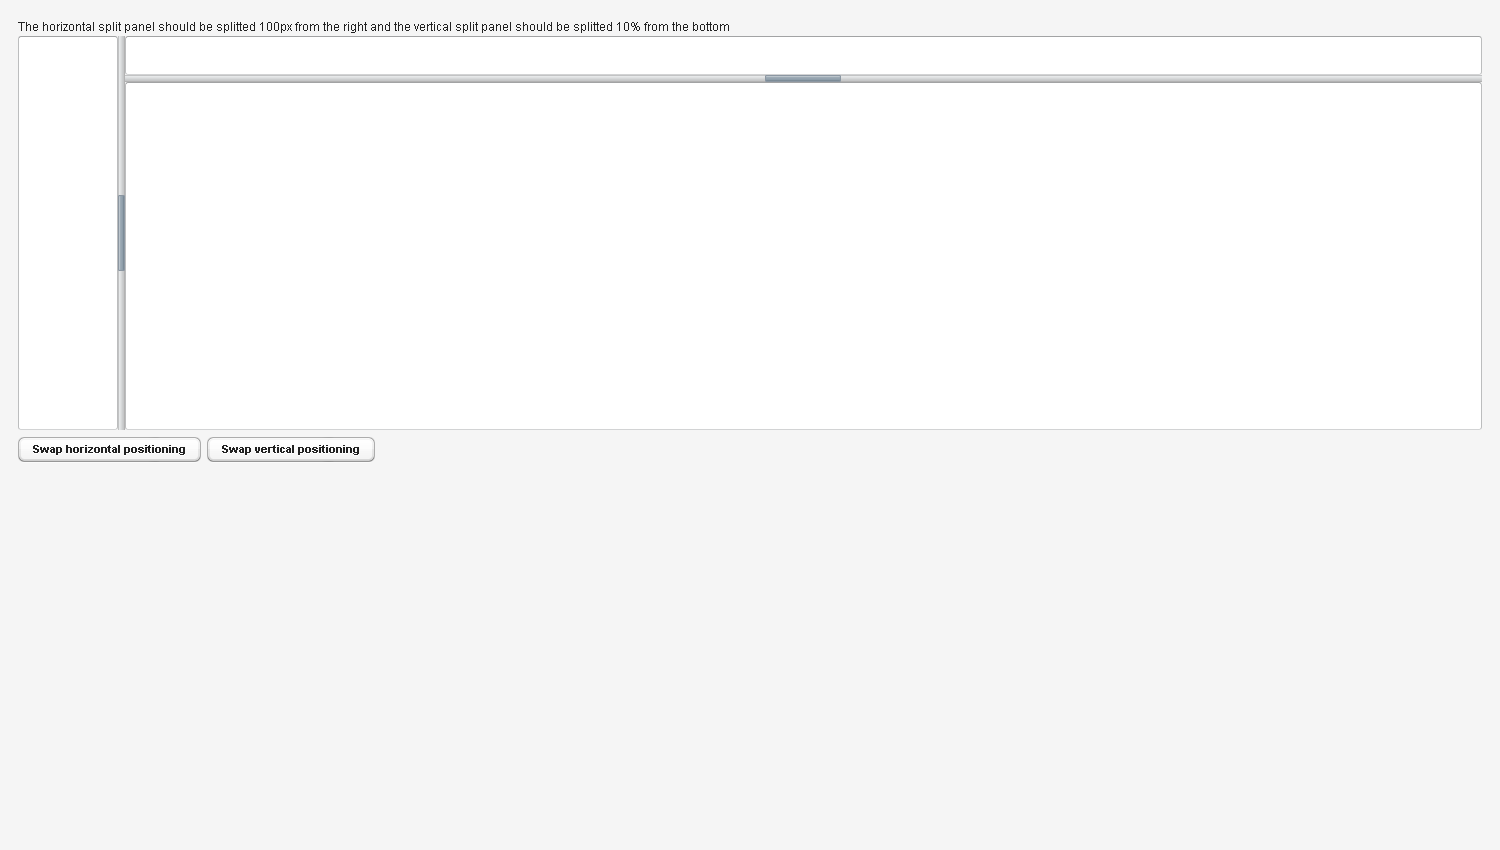 The horizontal split panel should be splitted 100px from the right and the vertical split panel should be splitted 10% from the bottom
Swap horizontal positioning
Swap vertical positioning